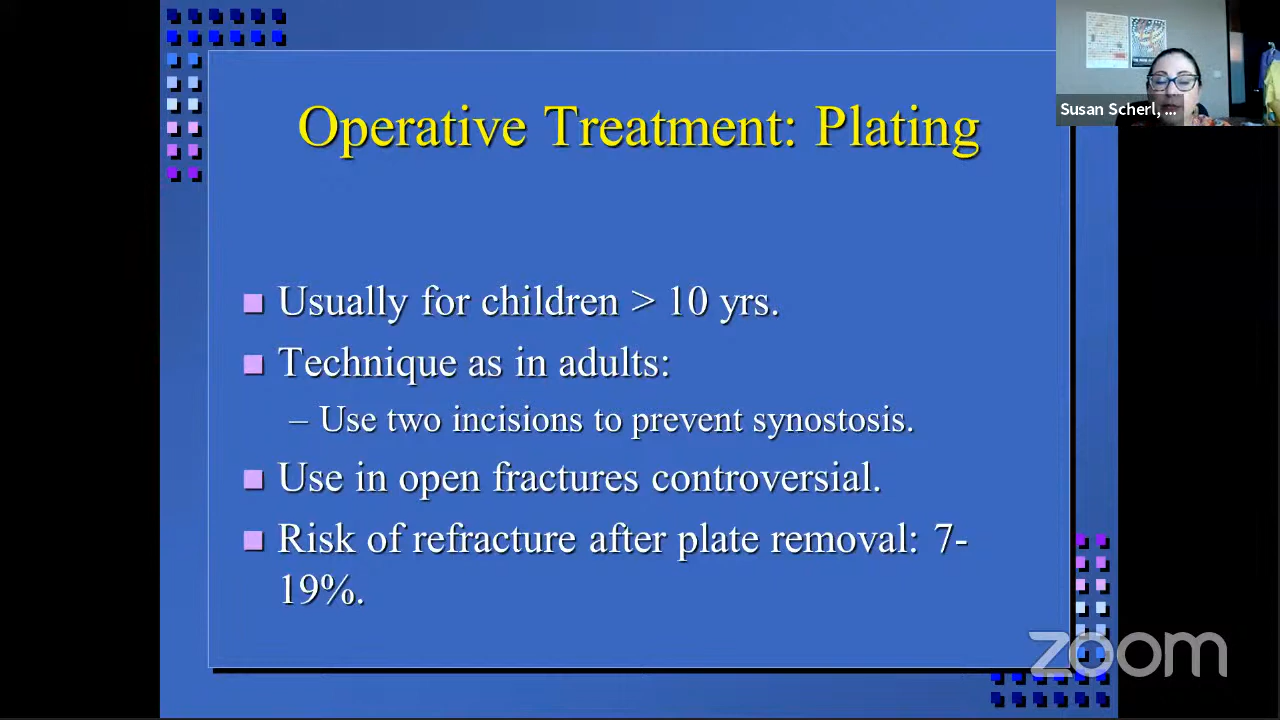 Operative Treatment: Plating
Susan Scherl, ...
Usually for children > 10 yrs.
Technique as in adults:
– Use two incisions to prevent synostosis.
Use in open fractures controversial.
Risk of refracture after plate removal: 7-
19%.
zoom